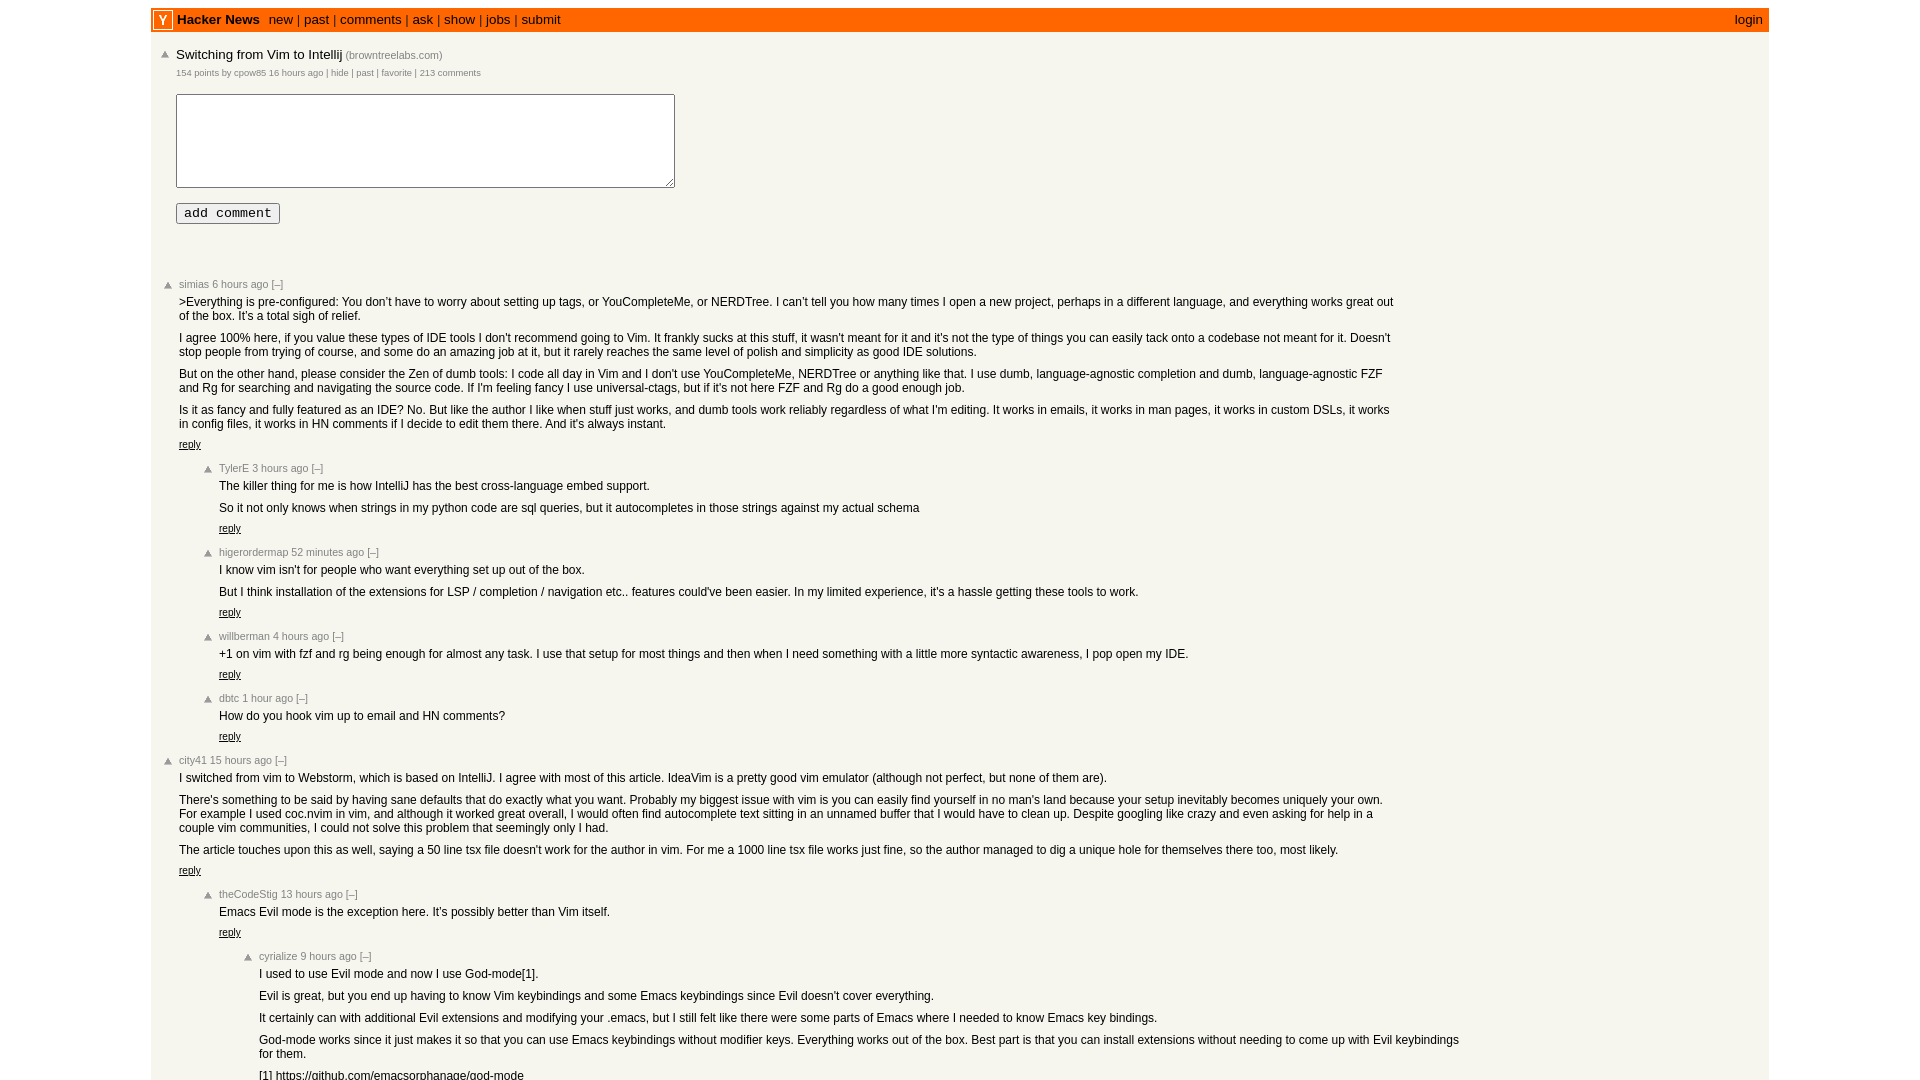 Y Hacker News new | past | comments | ask | show | jobs | submit login
Switching from Vim to Intellij (browntreelabs.com)
154 points by cpow85 16 hours ago | hide | past | favorite | 213 comments
add comment
simias 6 hours ago [–]
>Everything is pre-configured: You don’t have to worry about setting up tags, or YouCompleteMe, or NERDTree. I can’t tell you how many times I open a new project, perhaps in a different language, and everything works great out
of the box. It’s a total sigh of relief.
I agree 100% here, if you value these types of IDE tools I don't recommend going to Vim. It frankly sucks at this stuff, it wasn't meant for it and it's not the type of things you can easily tack onto a codebase not meant for it. Doesn't
stop people from trying of course, and some do an amazing job at it, but it rarely reaches the same level of polish and simplicity as good IDE solutions.
But on the other hand, please consider the Zen of dumb tools: I code all day in Vim and I don't use YouCompleteMe, NERDTree or anything like that. I use dumb, language-agnostic completion and dumb, language-agnostic FZF
and Rg for searching and navigating the source code. If I'm feeling fancy I use universal-ctags, but if it's not here FZF and Rg do a good enough job.
Is it as fancy and fully featured as an IDE? No. But like the author I like when stuff just works, and dumb tools work reliably regardless of what I'm editing. It works in emails, it works in man pages, it works in custom DSLs, it works
in config files, it works in HN comments if I decide to edit them there. And it's always instant.
reply
TylerE 3 hours ago [–]
The killer thing for me is how IntelliJ has the best cross-language embed support.
So it not only knows when strings in my python code are sql queries, but it autocompletes in those strings against my actual schema
reply
higerordermap 52 minutes ago [–]
I know vim isn't for people who want everything set up out of the box.
But I think installation of the extensions for LSP / completion / navigation etc.. features could've been easier. In my limited experience, it's a hassle getting these tools to work.
reply
willberman 4 hours ago [–]
+1 on vim with fzf and rg being enough for almost any task. I use that setup for most things and then when I need something with a little more syntactic awareness, I pop open my IDE.
reply
dbtc 1 hour ago [–]
How do you hook vim up to email and HN comments?
reply
city41 15 hours ago [–]
I switched from vim to Webstorm, which is based on IntelliJ. I agree with most of this article. IdeaVim is a pretty good vim emulator (although not perfect, but none of them are).
There's something to be said by having sane defaults that do exactly what you want. Probably my biggest issue with vim is you can easily find yourself in no man's land because your setup inevitably becomes uniquely your own.
For example I used coc.nvim in vim, and although it worked great overall, I would often find autocomplete text sitting in an unnamed buffer that I would have to clean up. Despite googling like crazy and even asking for help in a
couple vim communities, I could not solve this problem that seemingly only I had.
The article touches upon this as well, saying a 50 line tsx file doesn't work for the author in vim. For me a 1000 line tsx file works just fine, so the author managed to dig a unique hole for themselves there too, most likely.
reply
theCodeStig 13 hours ago [–]
Emacs Evil mode is the exception here. It’s possibly better than Vim itself.
reply
cyrialize 9 hours ago [–]
I used to use Evil mode and now I use God-mode[1].
Evil is great, but you end up having to know Vim keybindings and some Emacs keybindings since Evil doesn't cover everything.
It certainly can with additional Evil extensions and modifying your .emacs, but I still felt like there were some parts of Emacs where I needed to know Emacs key bindings.
God-mode works since it just makes it so that you can use Emacs keybindings without modifier keys. Everything works out of the box. Best part is that you can install extensions without needing to come up with Evil keybindings
for them.
[1] https://github.com/emacsorphanage/god-mode